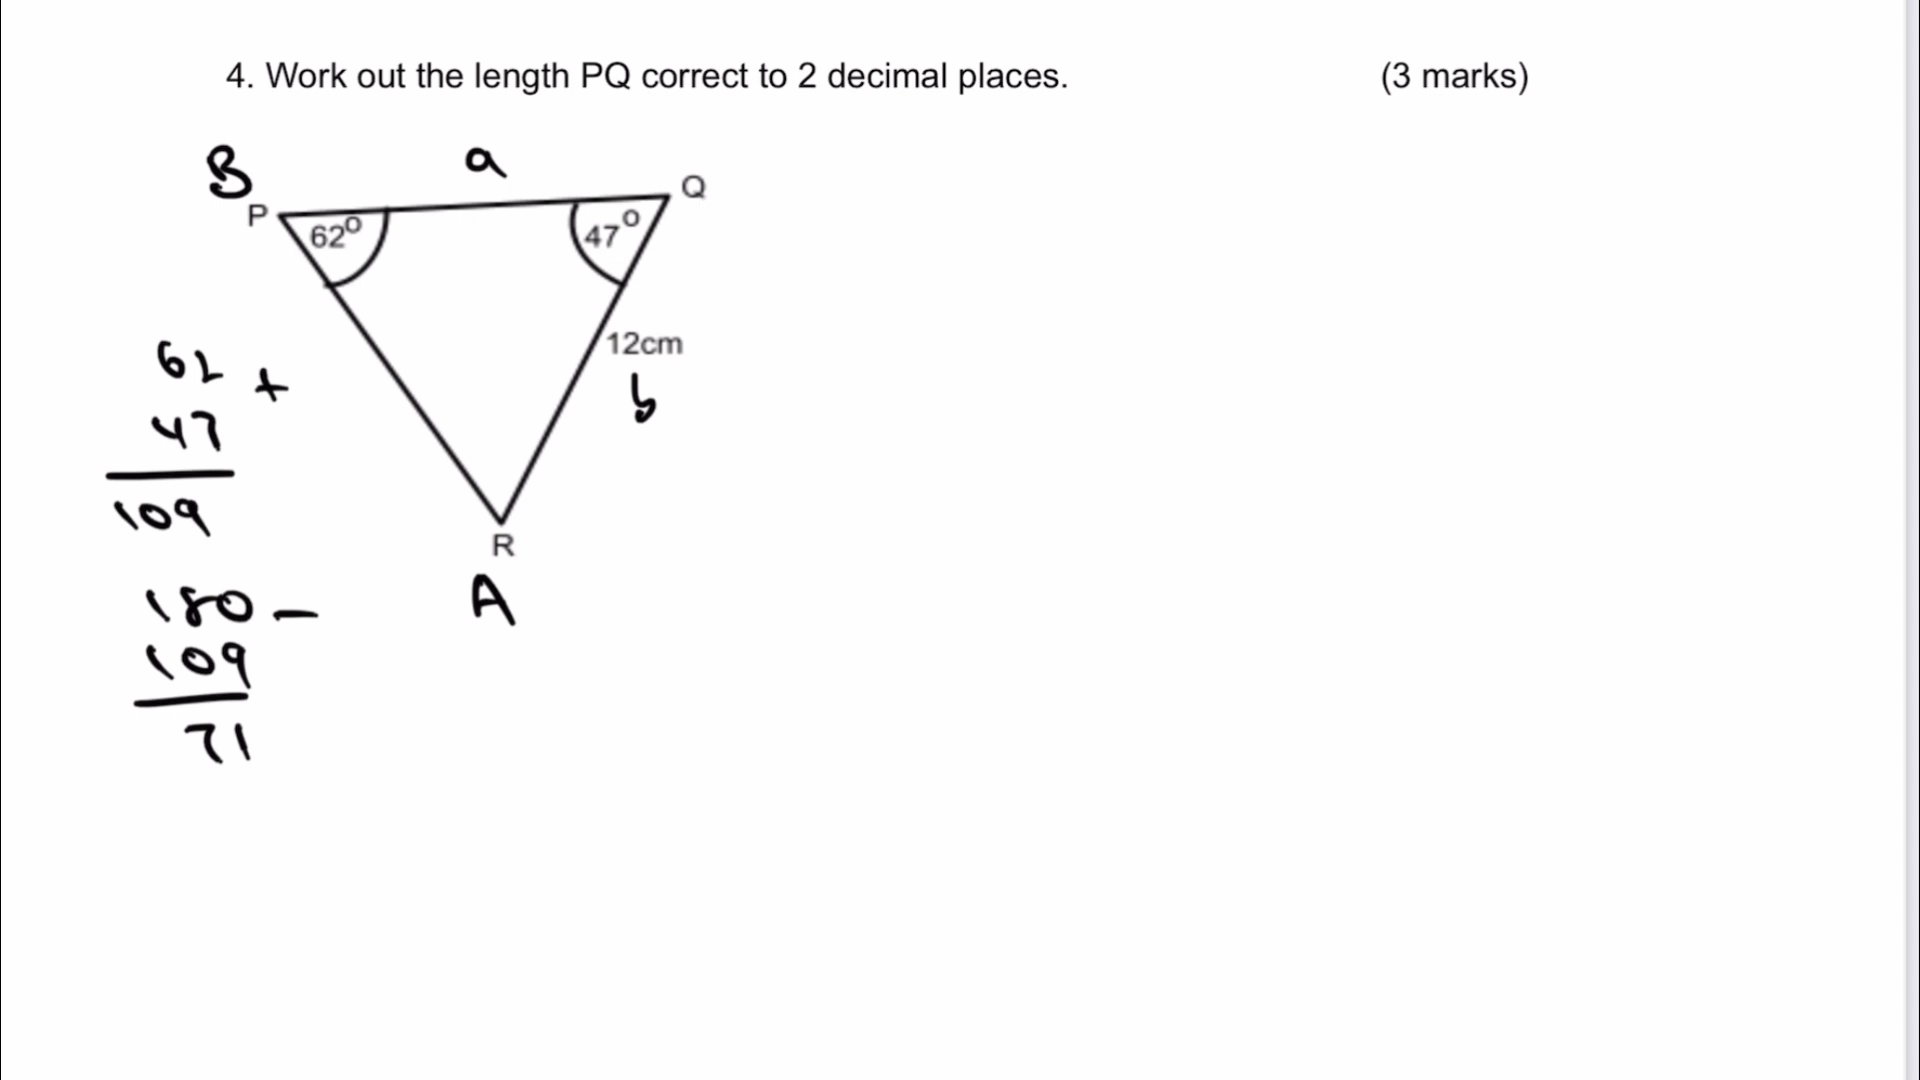 4. Work out the length PQ correct to 2 decimal places. (3 marks)
B a
P Q
62° 47°
12cm
b
R
A
62 +
47
109
180 -
109
71